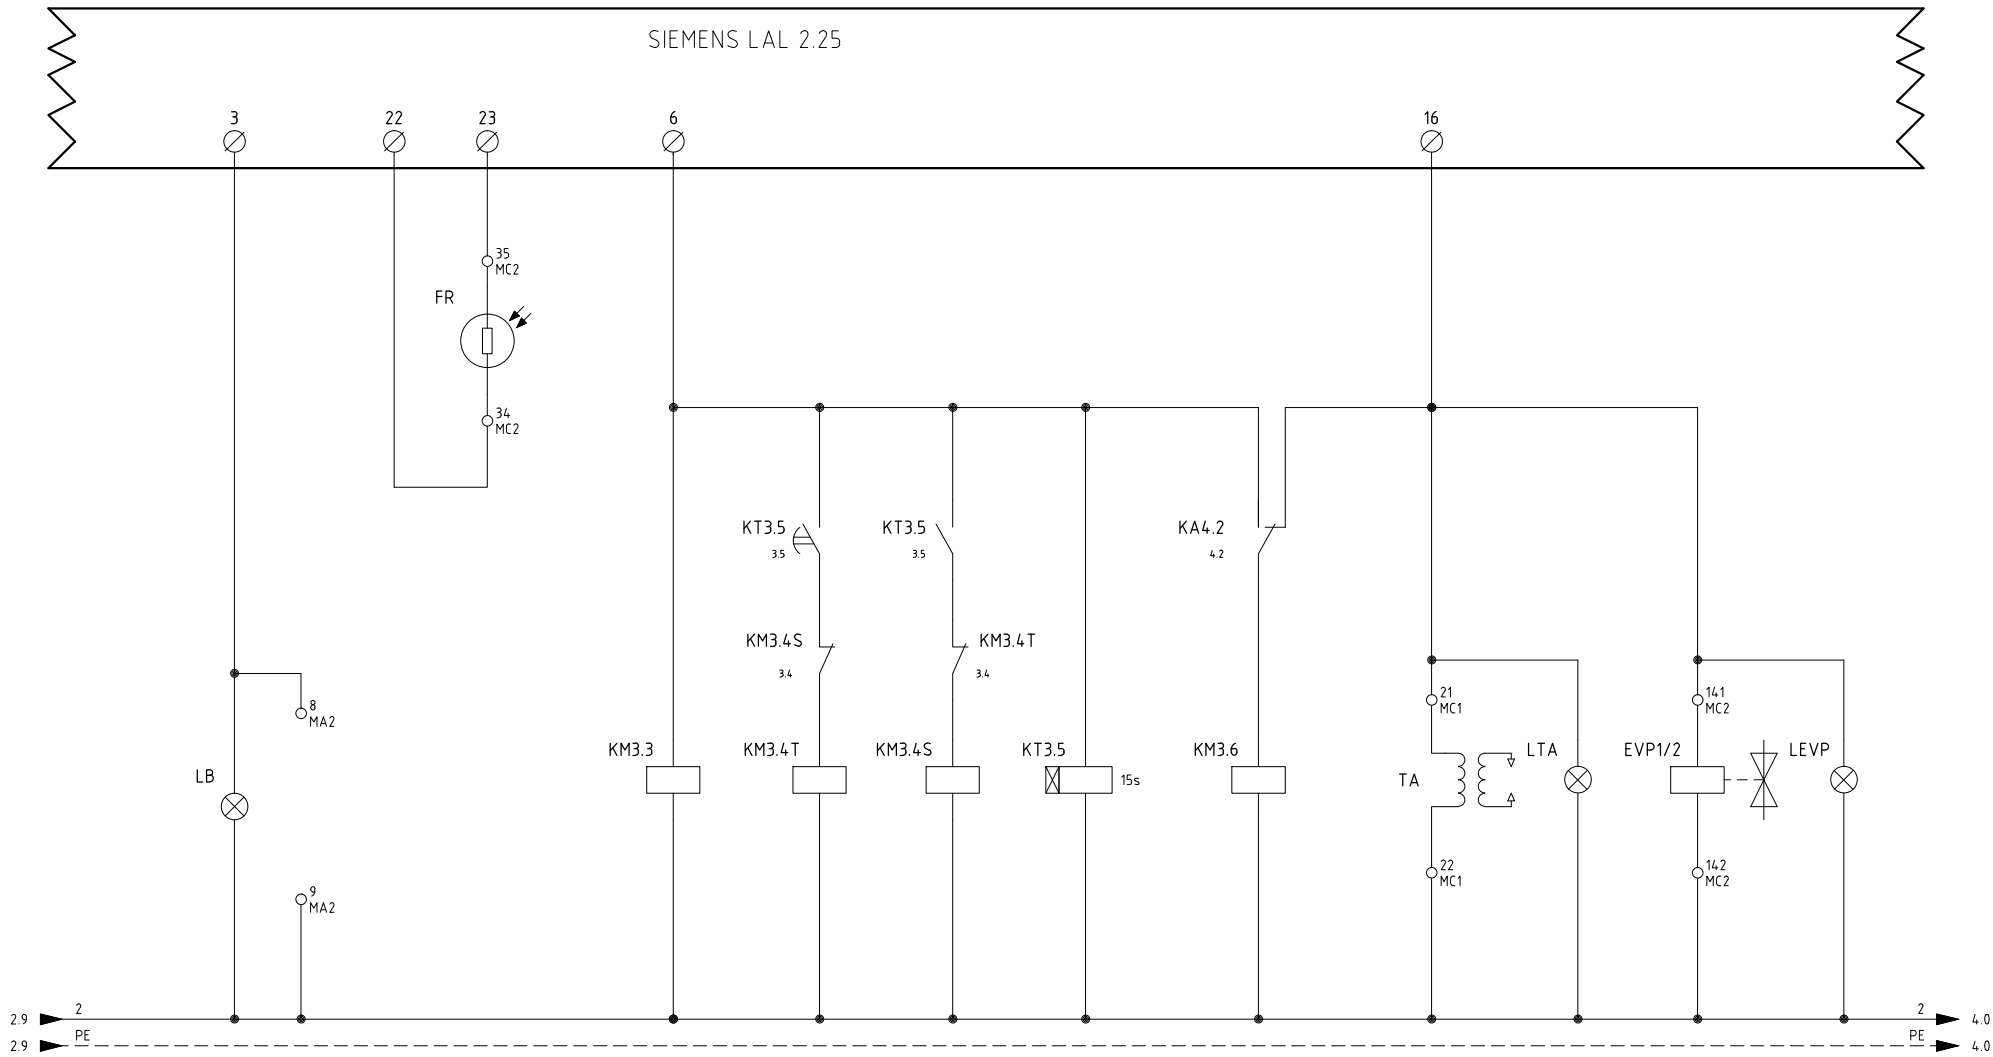 SIEMENS LAL 2.25
3
22
23
6
16
35
MC2
FR
34
MC2
KT3.5
3.5
KT3.5
3.5
KA4.2
4.2
KM3.4S
3.4
KM3.4T
3.4
8
MA2
21
MC1
141
MC2
KM3.3
KM3.4T
KM3.4S
KT3.5
15s
KM3.6
LTA
EVP1/2
LEVP
LB
TA
22
MC1
142
MC2
9
MA2
2.9
2
2
4.0
2.9
PE
PE
4.0